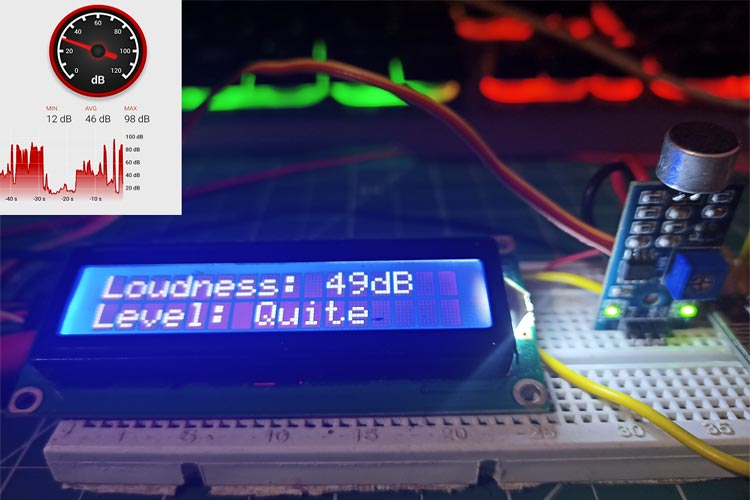 60
40 80
20 100
0 120
dB
MIN AVG MAX
12 dB 46 dB 98 dB
100 dB
80 dB
60 dB
40 dB
20 dB
-40 s -30 s -20 s -10 s
Loudness: 49dB
Level: Quite
1 5 10 15 20 25 30 35